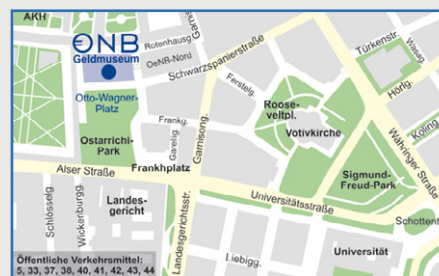 AKH
ONB
Geldmuseum
Rotenhausg.
OeNB-Nord
Garnisong.
Schwarzspanierstraße
Türkenstr.
Wasag.
Hörlg.
Otto-Wagner-
Platz
Ferstelg.
Roose-
veltpl.
Votivkirche
Koling.
Frankg.
Garelig.
Garnisong.
Währinger Straße
Ostarrichi-
Park
Frankhplatz
Alser Straße
Sigmund-
Freud-Park
Universitätsstraße
Schottent
Schlösselg.
Wickenburgg.
Landes-
gericht
Landesgerichtsstr.
Liebigg.
Universität
Öffentliche Verkehrsmittel:
5, 33, 37, 38, 40, 41, 42, 43, 44